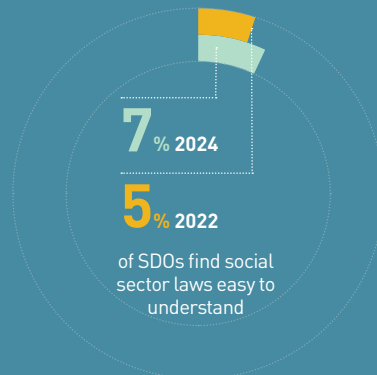 7% 2024
5% 2022
of SDOs find social
sector laws easy to
understand